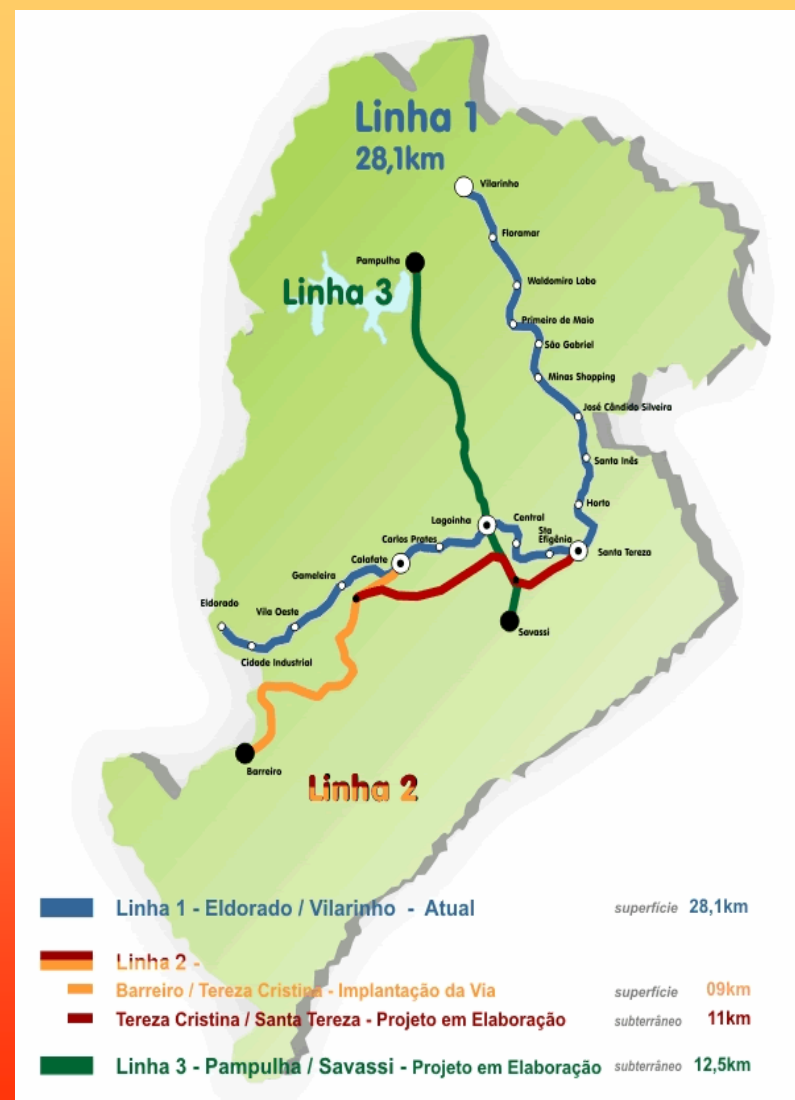 Linha 1
28,1km
Vilarinho
Floramar
Pampulha
Waldomiro Lobo
Linha 3
Primeiro de Maio
São Gabriel
Minas Shopping
José Cândido Silveira
Santa Inês
Horto
Lagoinha
Central
Sta
Efigênia
Carlos Prates
Santa Tereza
Calafate
Gameleira
Eldorado
Vila Oeste
Savassi
Cidade Industrial
Barreiro
Linha 2
Linha 1 - Eldorado / Vilarinho - Atual superfície 28,1km
Linha 2 -
Barreiro / Tereza Cristina - Implantação da Via superfície 09km
Tereza Cristina / Santa Tereza - Projeto em Elaboração subterrâneo 11km
Linha 3 - Pampulha / Savassi - Projeto em Elaboração subterrâneo 12,5km